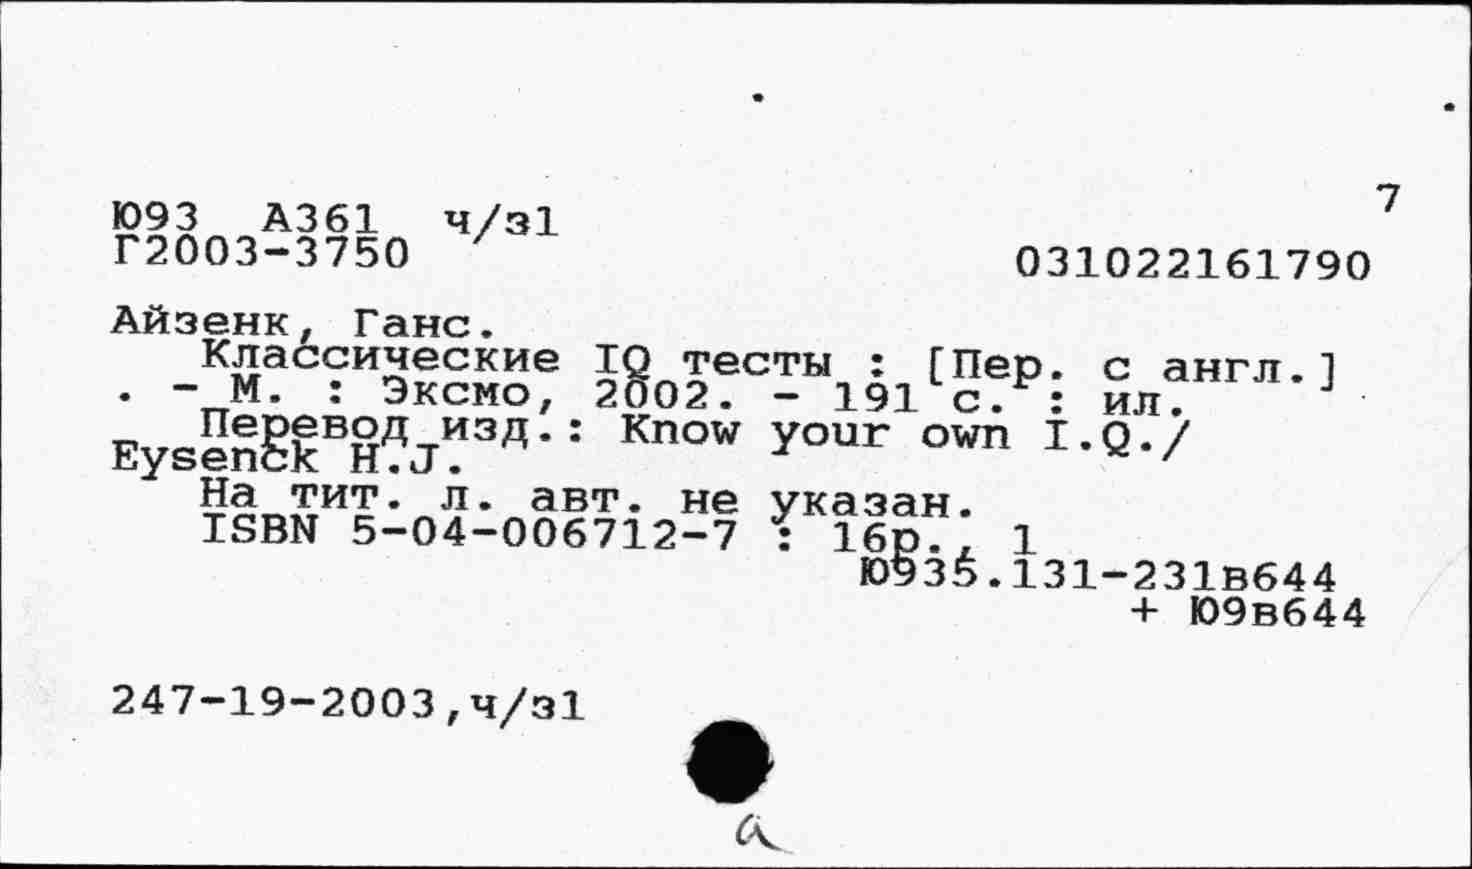 7
Ю93 А361 ч/з1
Г2003-3750
031022161790
Айзенк, Ганс.
Классические IQ тесты : [Пер. с англ.]
. - М. : Эксмо, 2002. - 191 с. : ил.
Перевод изд.: Know your own I.Q./
Eysenck H.J.
На тит. л. авт. не указан.
ISBN 5-04-006712-7 : 16р., 1
Ю935.131-231в644
+ Ю9в644
247-19-2003,ч/з1
а